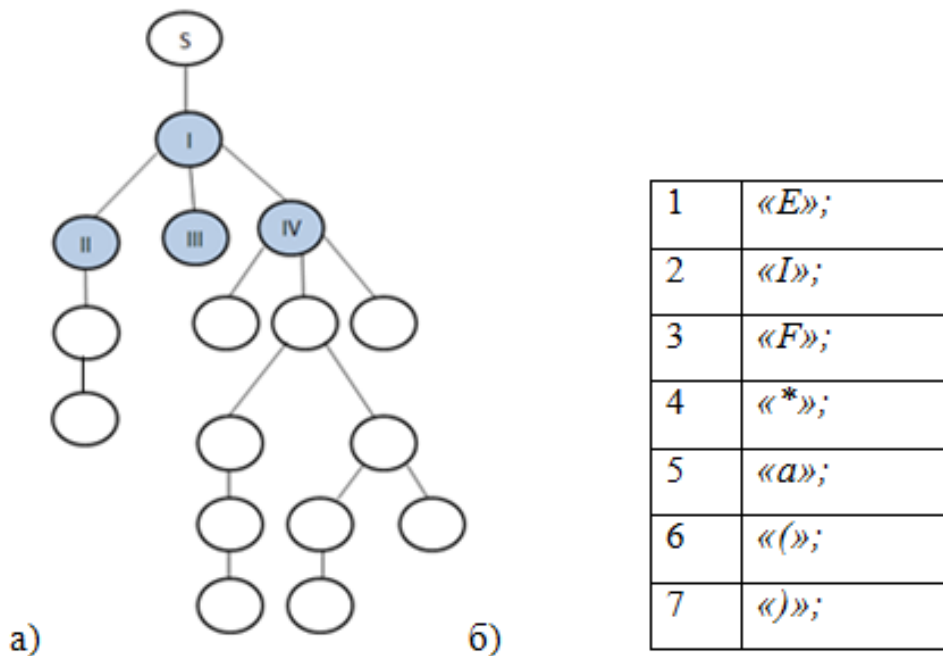 S
I
II
III
IV
а)
б)
1 «E»;
2 «I»;
3 «F»;
4 «*»;
5 «a»;
6 «(»;
7 «)»;